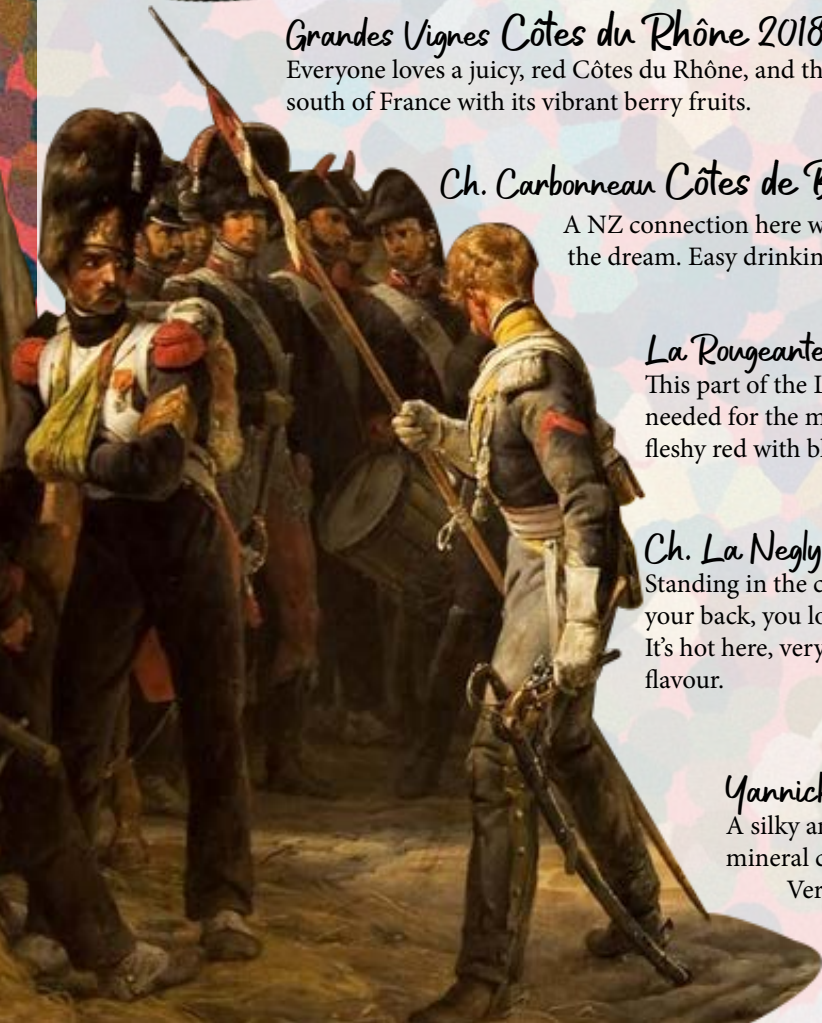 Grandes Vignes Côtes du Rhône 2018
Everyone loves a juicy, red Côtes du Rhône, and th
south of France with its vibrant berry fruits.
Ch. Carbonneau Côtes de B
A NZ connection here w
the dream. Easy drinkin
La Rougeante
This part of the L
needed for the m
fleshy red with bl
Ch. La Negly
Standing in the c
your back, you lo
It’s hot here, very
flavour.
Yannick
A silky an
mineral c
Ver